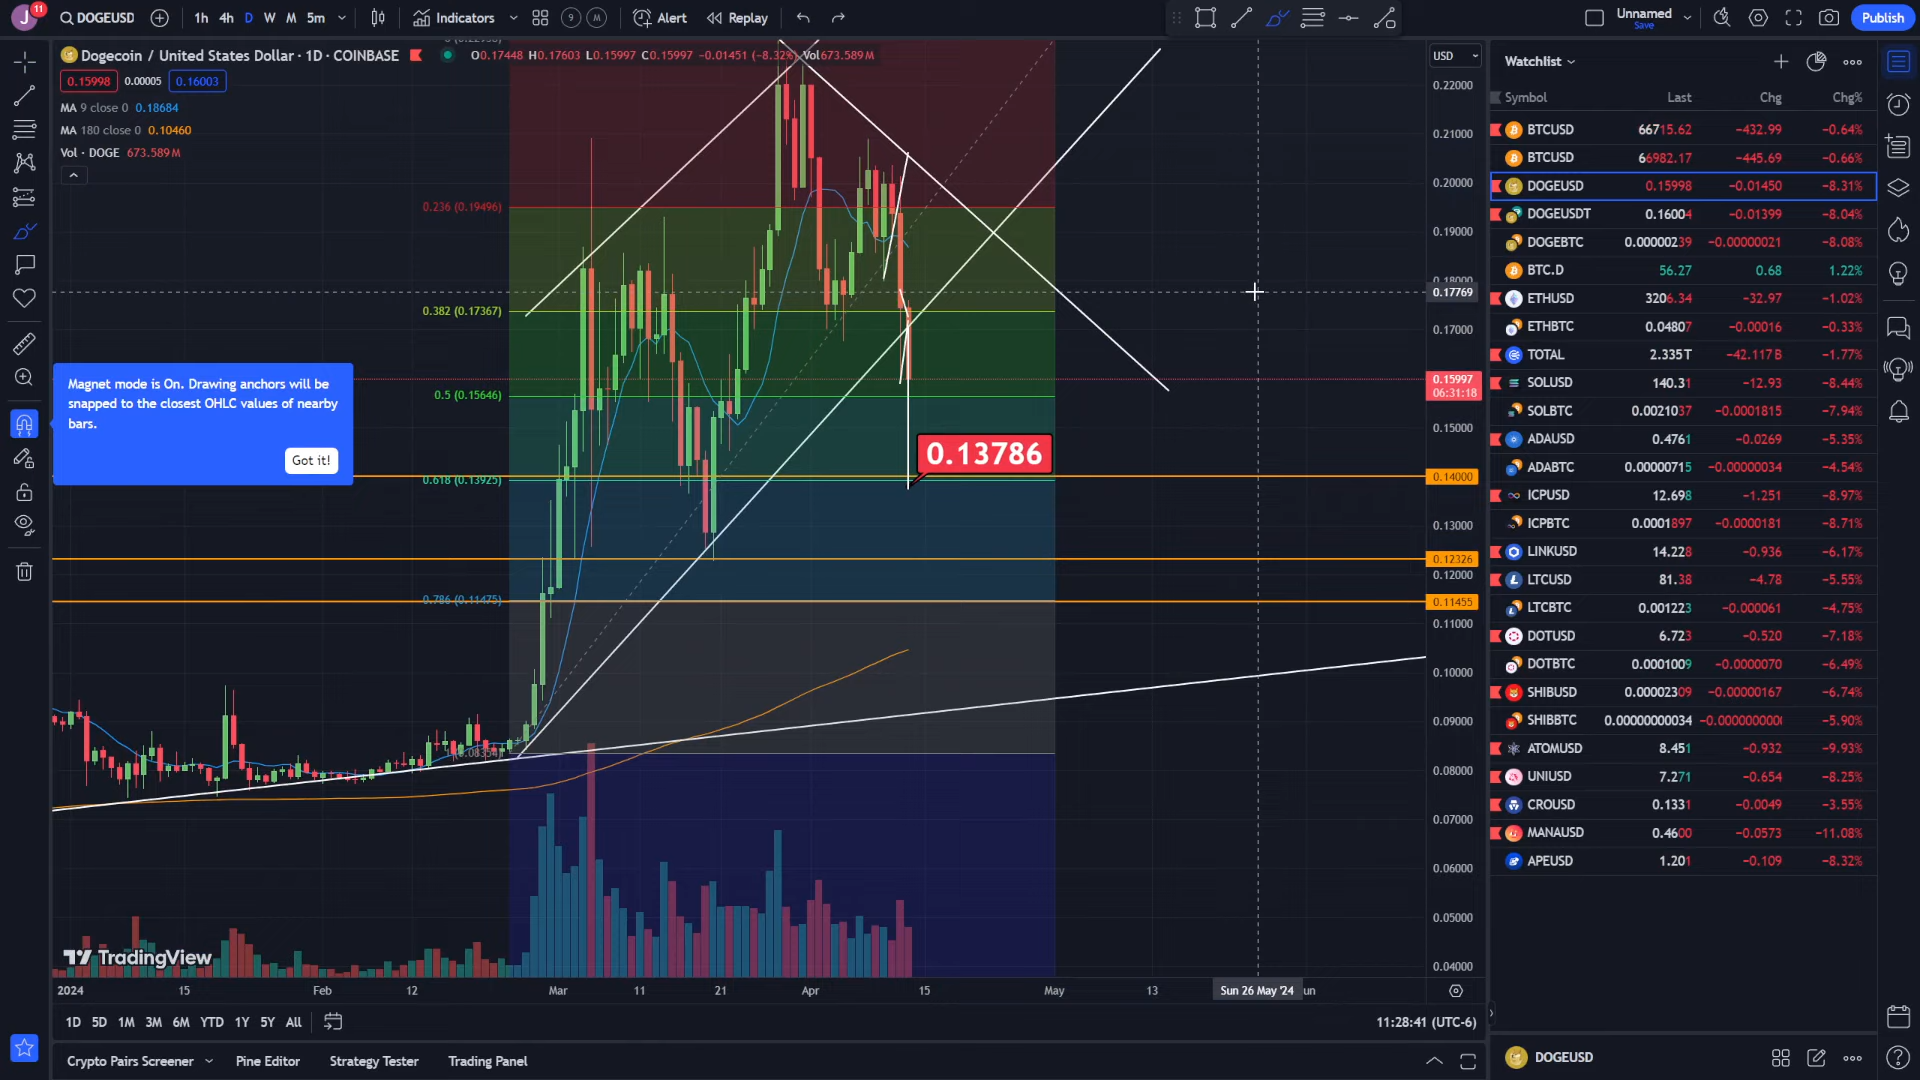 J
11
DOGEUSD
1h 4h D W M 5m
Indicators
9
M
Alert
Replay
Unnamed
Save
Publish
Dogecoin / United States Dollar · 1D · COINBASE
O0.17448 H0.17603 L0.15997 C0.15997 −0.01451 (−8.32%) Vol673.589M
0.15998 0.00005 0.16003
MA 9 close 0 0.18684
MA 180 close 0 0.10460
Vol · DOGE 673.589M
0.236 (0.19496)
0.382 (0.17367)
0.5 (0.15646)
0.618 (0.13925)
0.786 (0.11475)
0.13786
Magnet mode is On. Drawing anchors will be
snapped to the closest OHLC values of nearby
bars.
Got it!
TradingView
USD
0.22000
0.21000
0.20000
0.19000
0.18000
0.17769
0.17000
0.15997
06:31:18
0.15000
0.14000
0.13000
0.12326
0.12000
0.11455
0.11000
0.10000
0.09000
0.08000
0.07000
0.06000
0.05000
0.04000
2024 15 Feb 12 Mar 11 21 Apr 15 May 13 Sun 26 May '24 un
1D 5D 1M 3M 6M YTD 1Y 5Y All
11:28:41 (UTC-6)
Crypto Pairs Screener Pine Editor Strategy Tester Trading Panel
Watchlist
Symbol Last Chg Chg%
BTCUSD 66715.62 −432.99 −0.64%
BTCUSD 66982.17 −445.69 −0.66%
DOGEUSD 0.15998 −0.01450 −8.31%
DOGEUSDT 0.16004 −0.01399 −8.04%
DOGEBTC 0.00000239 −0.00000021 −8.08%
BTC.D 56.27 0.68 1.22%
ETHUSD 3206.34 −32.97 −1.02%
ETHBTC 0.04807 −0.00016 −0.33%
TOTAL 2.335T −42.117B −1.77%
SOLUSD 140.31 −12.93 −8.44%
SOLBTC 0.0021037 −0.0001815 −7.94%
ADAUSD 0.4761 −0.0269 −5.35%
ADABTC 0.00000715 −0.00000034 −4.54%
ICPUSD 12.698 −1.251 −8.97%
ICPBTC 0.0001897 −0.0000181 −8.71%
LINKUSD 14.228 −0.936 −6.17%
LTCUSD 81.38 −4.78 −5.55%
LTCBTC 0.001223 −0.000061 −4.75%
DOTUSD 6.723 −0.520 −7.18%
DOTBTC 0.0001009 −0.0000070 −6.49%
SHIBUSD 0.00002309 −0.00000167 −6.74%
SHIBBTC 0.00000000034 −0.000000000 −5.90%
ATOMUSD 8.451 −0.932 −9.93%
UNIUSD 7.271 −0.654 −8.25%
CROUSD 0.1331 −0.0049 −3.55%
MANAUSD 0.4600 −0.0573 −11.08%
APEUSD 1.201 −0.109 −8.32%
DOGEUSD